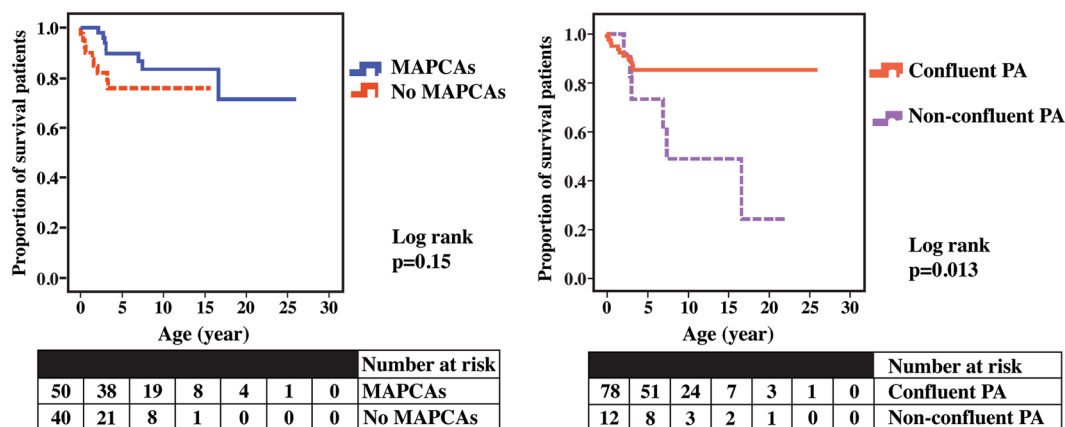 Proportion of survival patients
1.0
0.8
0.6
0.4
0.2
1.0
0 5 10 15 20 25 30
Age (year)
MAPCAs
No MAPCAs
Log rank
p=0.15
Number at risk
50 38 19 8 4 1 0 MAPCAs
40 21 8 1 0 0 0 No MAPCAs
Proportion of survival patients
1.0
0.8
0.6
0.4
0.2
0.0
0 5 10 15 20 25 30
Age (year)
Confluent PA
Non-confluent PA
Log rank
p=0.013
Number at risk
78 51 24 7 3 1 0 Confluent PA
12 8 3 2 1 0 0 Non-confluent PA